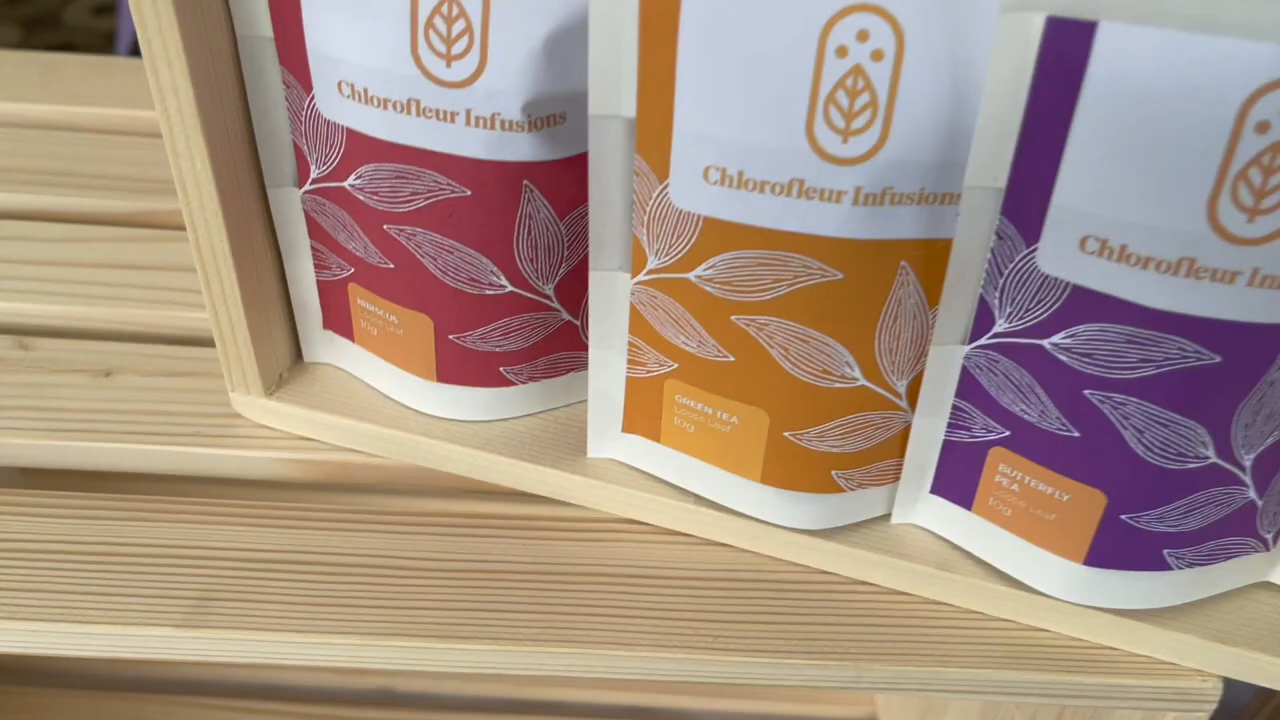 Chlorofleur Infusions
HIBISCUS
Loose Leaf
10g
Chlorofleur Infusions
GREEN TEA
Loose Leaf
10g
Chlorofleur In
BUTTERFLY
PEA
Loose Leaf
10g